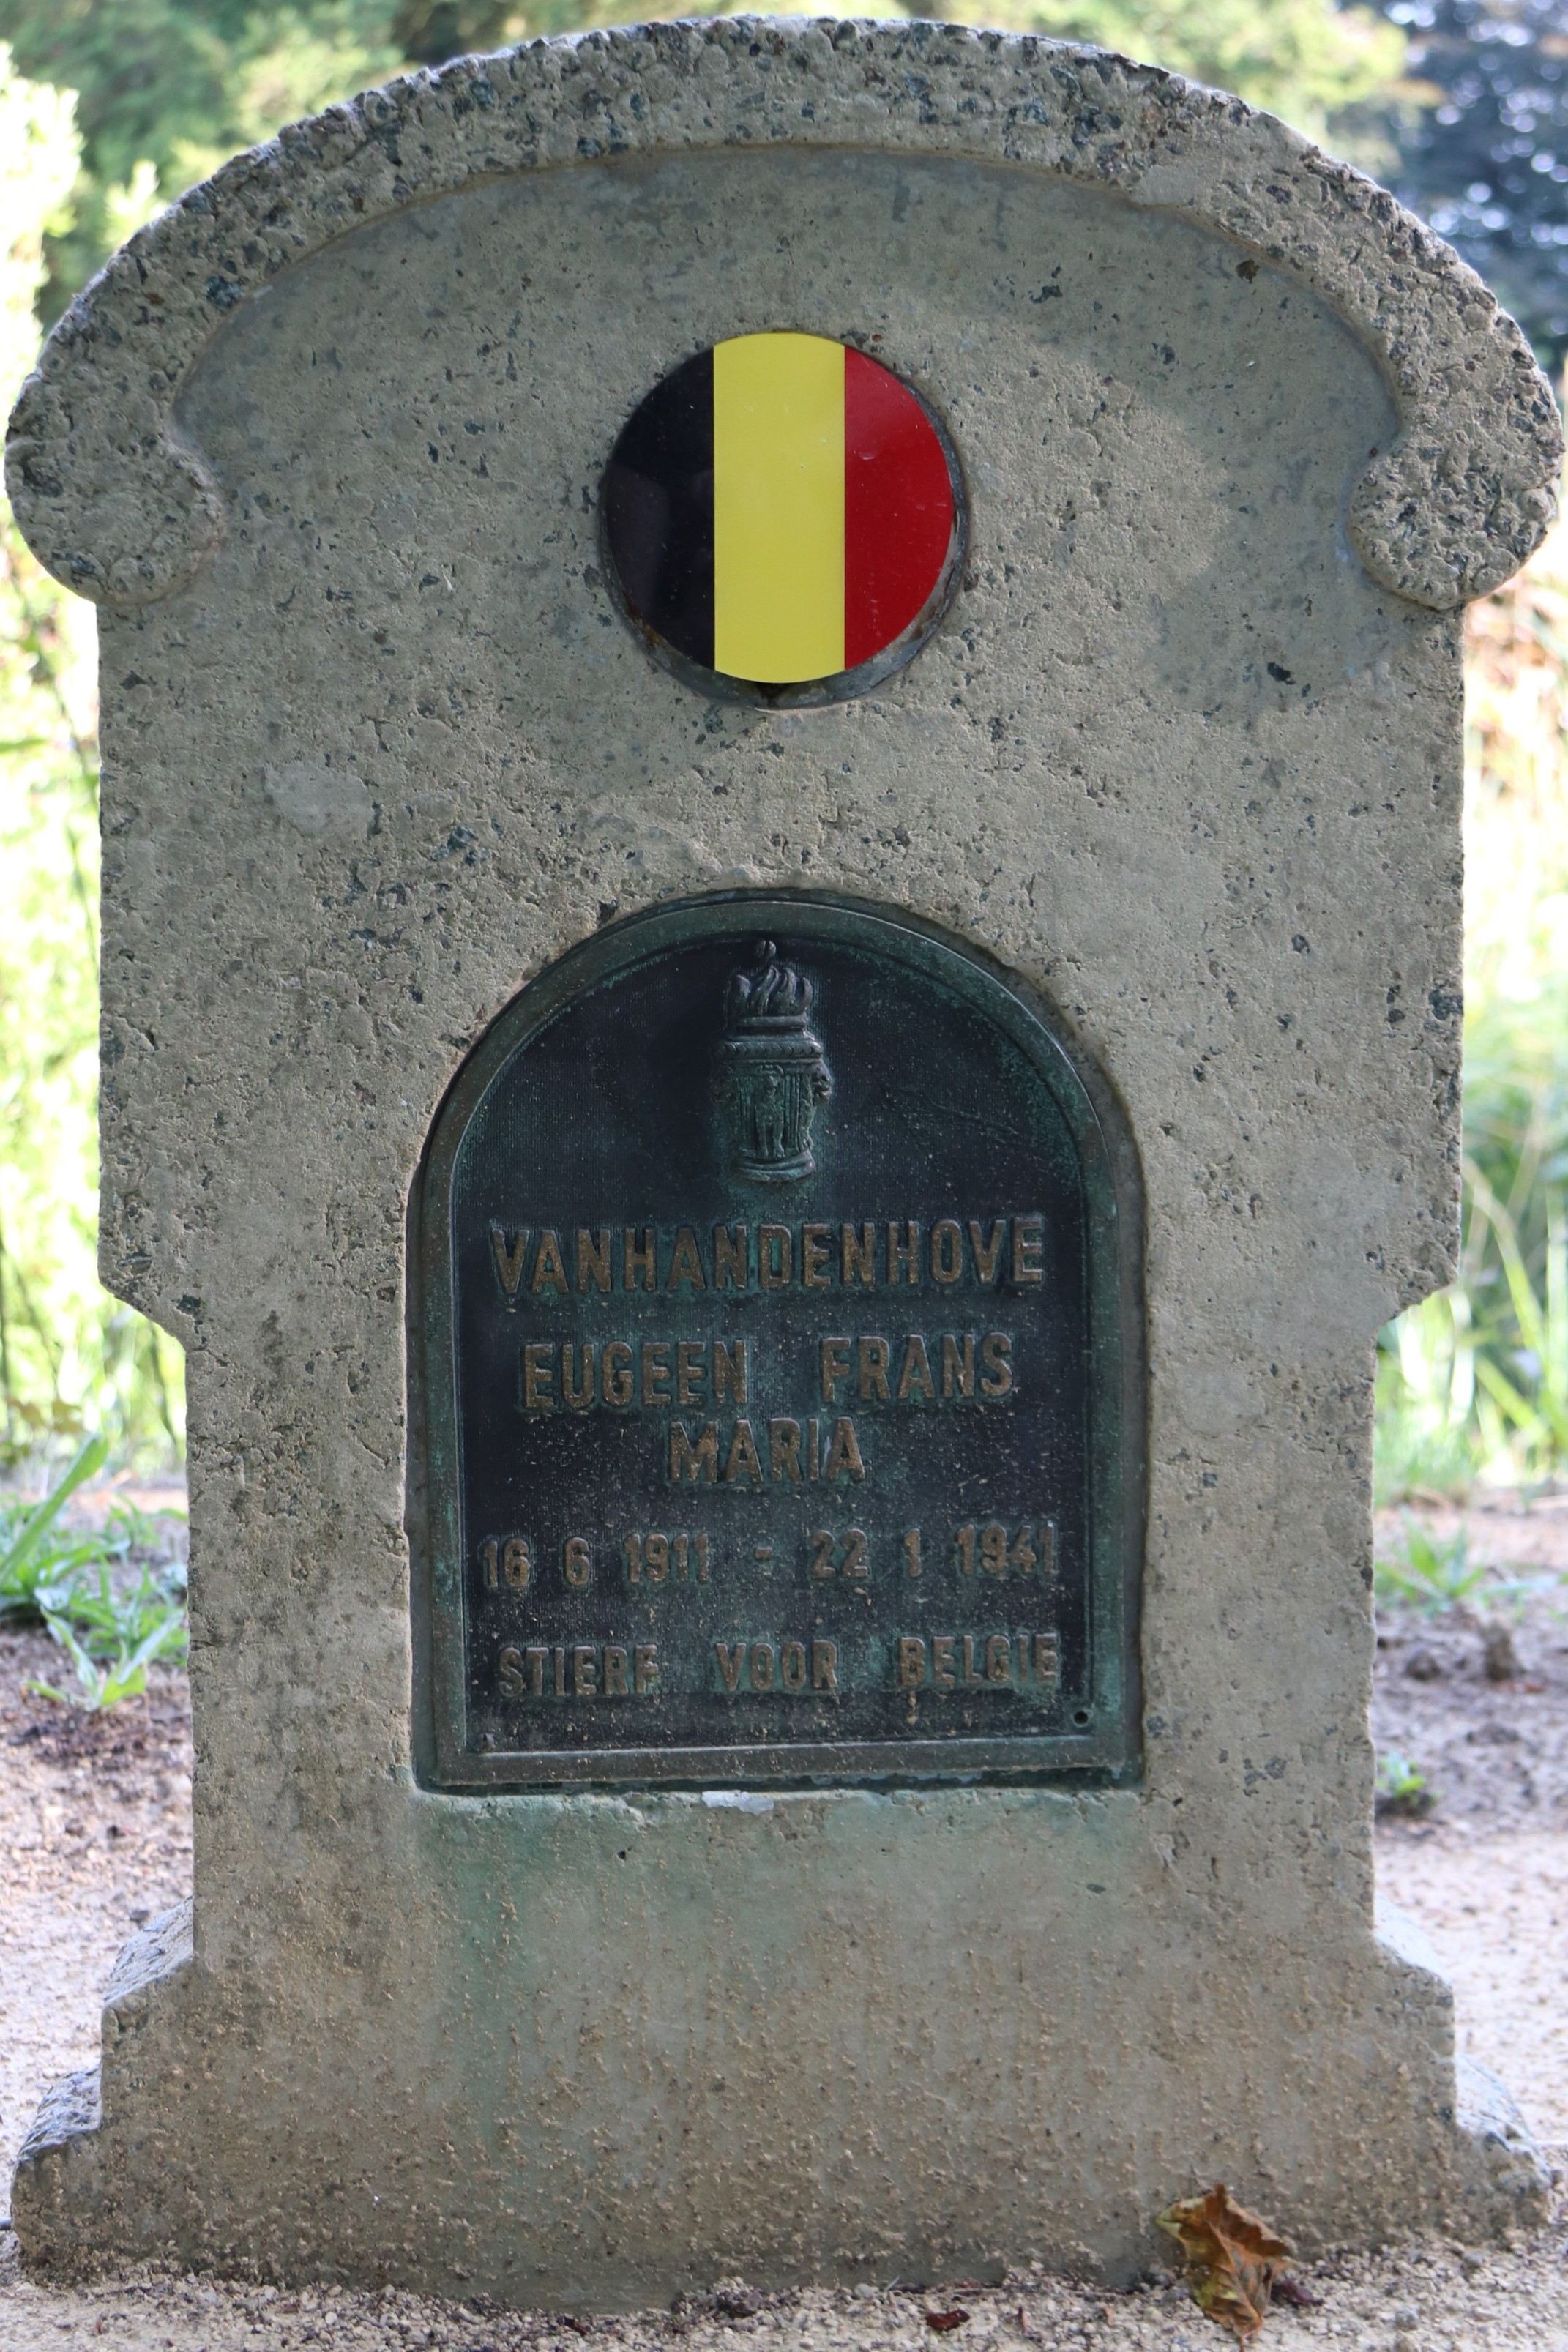 VANHANDENHOVE
EUGEEN FRANS
MARIA
16 6 1911 - 22 1 1941
STIERF VOOR BELGIE